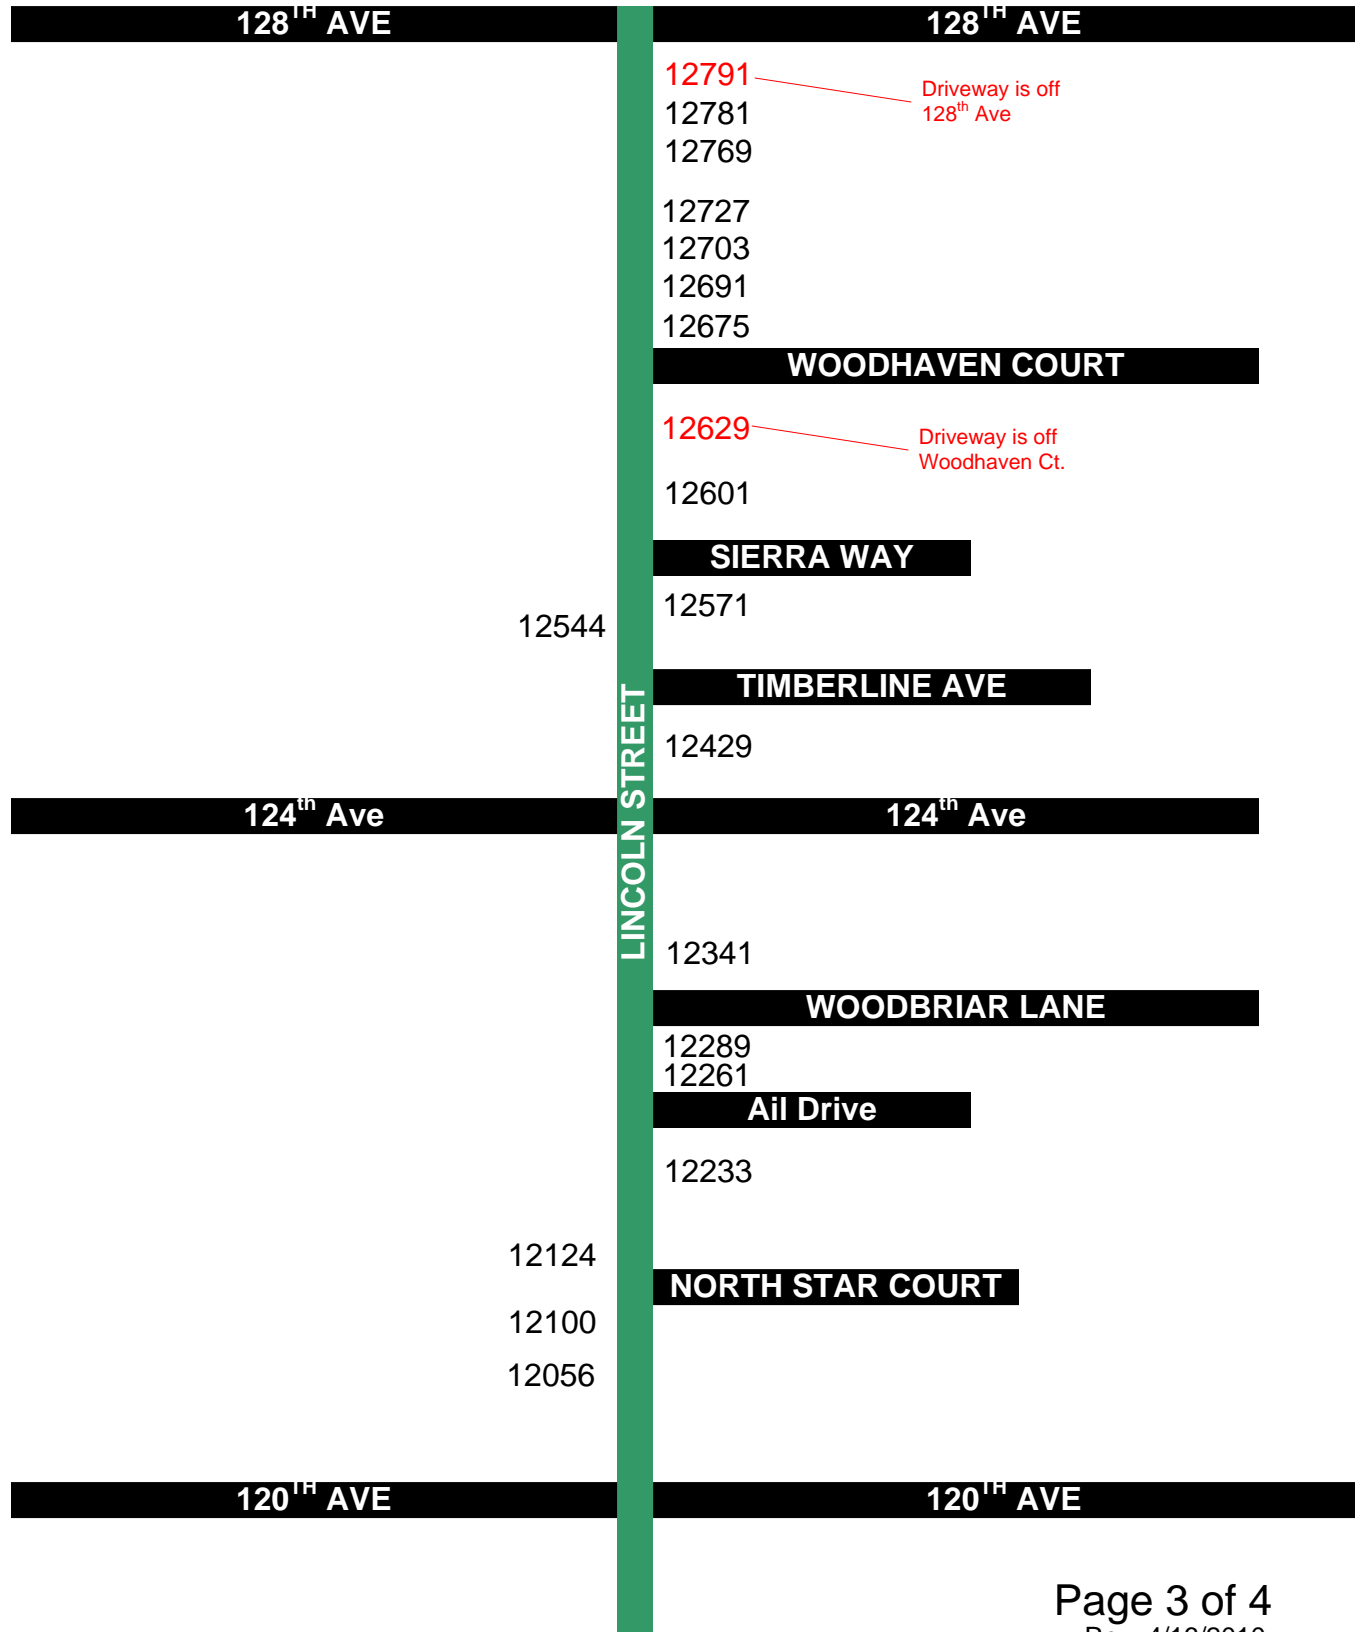 128TH AVE
128TH AVE
12791
Driveway is off
128th Ave
12781
12769
12727
12703
12691
12675
WOODHAVEN COURT
12629
Driveway is off
Woodhaven Ct.
12601
SIERRA WAY
12571
12544
TIMBERLINE AVE
12429
LINCOLN STREET
124th Ave
124th Ave
12341
WOODBRIAR LANE
12289
12261
Ail Drive
12233
12124
NORTH STAR COURT
12100
12056
120TH AVE
120TH AVE
Page 3 of 4